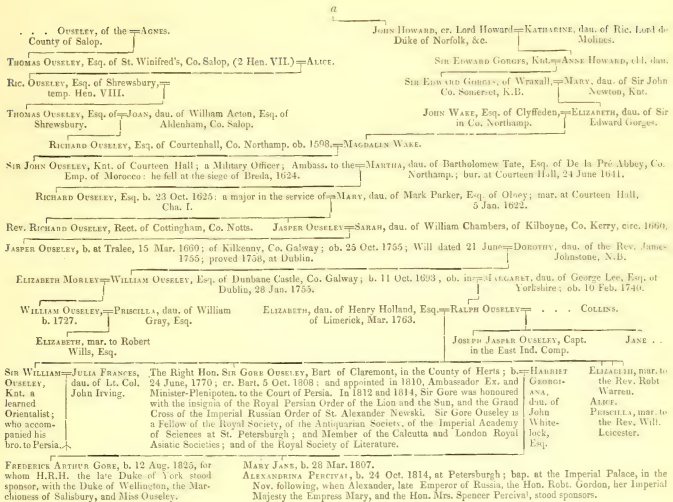 a
. . . OUSELEY, of the = AGNES.
County of Salop.
JOHN HOWARD, cr. Lord Howard = KATHARINE, dau. of Ric. Lord de
Duke of Norfolk, &c. Molines.
THOMAS OUSELEY, Esq. of St. Winifred's, Co. Salop, (2 Hen. VII.) = ALICE.
SIR EDWARD GORGES, Knt. = ANNE HOWARD, eld. dau.
RIC. OUSELEY, Esq. of Shrewsbury, =
temp. Hen. VIII.
SIR EDWARD GORGES, of Wraxall, = MARY, dau. of Sir John
Co. Somerset, K.B. Newton, Knt.
THOMAS OUSELEY, Esq. of = JOAN, dau. of William Acton, Esq. of
Shrewsbury. Aldenham, Co. Salop.
JOHN WAKE, Esq. of Clyffeden, = ELIZABETH, dau. of Sir
in Co. Northamp. Edward Gorges.
RICHARD OUSELEY, Esq. of Courtenhall, Co. Northamp. ob. 1598. = MAGDALEN WAKE.
SIR JOHN OUSELEY, Knt. of Courteen Hall; a Military Officer; Ambass. to the = MARTHA, dau. of Bartholomew Tate, Esq. of De la Pré Abbey, Co.
Emp. of Morocco: he fell at the siege of Breda, 1624. Northamp.; bur. at Courteen Hall, 24 June 1641.
RICHARD OUSELEY, Esq. b. 23 Oct. 1625: a major in the service of = MARY, dau. of Mark Parker, Esq. of Olney; mar. at Courteen Hall,
Cha. I. 5 Jan. 1622.
Rev. RICHARD OUSELEY, Rect. of Cottingham, Co. Notts. JASPER OUSELEY = SARAH, dau. of William Chambers, of Kilboyne, Co. Kerry, circ. 1660.
JASPER OUSELEY, b. at Tralee, 15 Mar. 1660; of Kilkenny, Co. Galway; ob. 25 Oct. 1755; Will dated 21 June = DOROTHY, dau. of the Rev. James
1755; proved 1758, at Dublin. Johnstone, N.B.
ELIZABETH MORLEY = WILLIAM OUSELEY, Esq. of Dunbane Castle, Co. Galway; b. 11 Oct. 1693, ob. in = MARGARET, dau. of George Lee, Esq. of
Dublin, 28 Jan. 1755. Yorkshire; ob. 10 Feb. 1740.
WILLIAM OUSELEY, = PRISCILLA, dau. of William
b. 1727. Gray, Esq.
ELIZABETH, dau. of Henry Holland, Esq. = RALPH OUSELEY = . . COLLINS.
of Limerick, Mar. 1763.
ELIZABETH, mar. to Robert
Wills, Esq.
JOSEPH JASPAR OUSELEY, Capt. JANE . .
in the East Ind. Comp.
SIR WILLIAM = JULIA FRANCES,
OUSELEY, dau. of Lt. Col.
Knt. a John Irving.
learned
Orientalist;
who accom-
panied his
bro. to Persia.
The Right Hon. SIR GORE OUSELEY, Bart of Claremont, in the County of Herts; b. = HARRIET
24 June, 1770; cr. Bart. 5 Oct. 1808; and appointed in 1810, Ambassador Ex. and GEORGI-
Minister-Plenipoten. to the Court of Persia. In 1812 and 1814, Sir Gore was honoured ANA,
with the insignia of the Royal Persian Order of the Lion and the Sun, and the Grand dau. of
Cross of the Imperial Russian Order of St. Alexander Newski. Sir Gore Ouseley is John
a Fellow of the Royal Society, of the Antiquarian Society, of the Imperial Academy White-
of Sciences at St. Petersburgh; and Member of the Calcutta and London Royal lock,
Asiatic Societies; and of the Royal Society of Literature. Esq.
ELIZABETH, mar. to
the Rev. Robt
Warren.
ALICE.
PRISCILLA, mar. to
the Rev. Will.
Leicester.
FREDERICK ARTHUR GORE, b. 12 Aug. 1825, for
whom H.R.H. the late Duke of York stood
sponsor, with the Duke of Wellington, the Mar-
chioness of Salisbury, and Miss Ouseley.
MARY JANE, b. 28 Mar. 1807.
ALEXANDRINA PERCEVAL, b. 24 Oct. 1814, at Petersburgh; bap. at the Imperial Palace, in the
Nov. following, when Alexander, late Emperor of Russia, the Hon. Robt. Gordon, her Imperial
Majesty the Empress Mary, and the Hon. Mrs. Spencer Percival, stood sponsors.